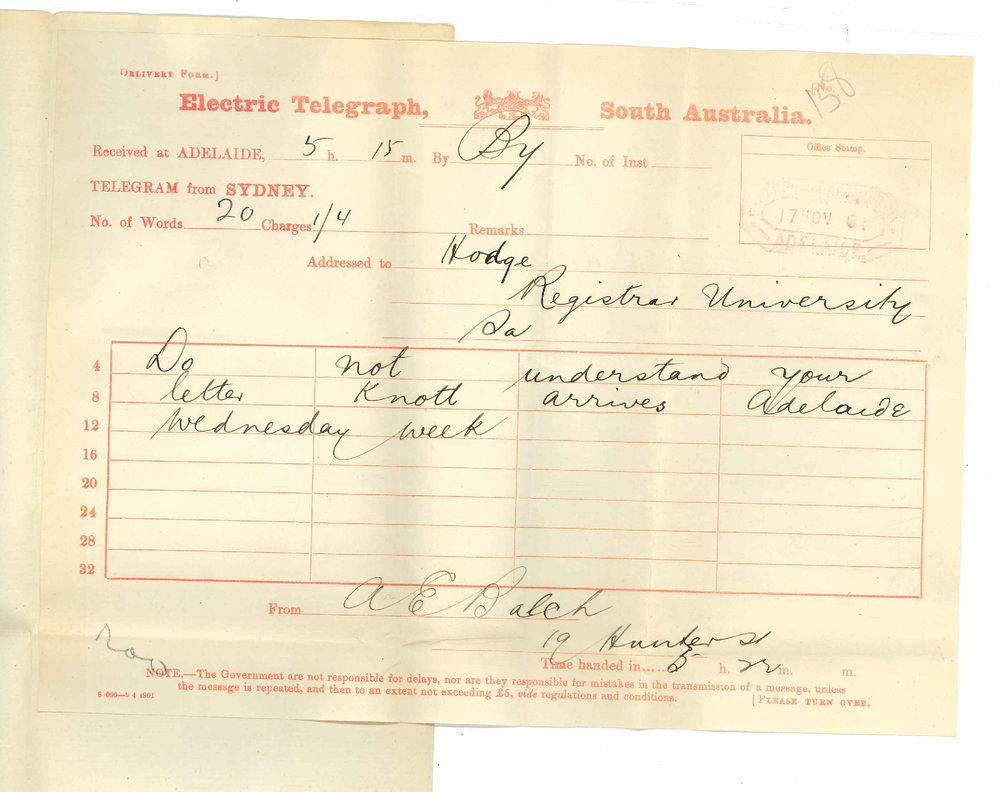 DELIVERY FORM.]
No. 158
Electric Telegraph, South Australia.
Received at ADELAIDE, 5 h. 15 m. By By No. of Inst
Office Stamp.
TELEGRAM from SYDNEY.
17 NOV 01
ADELAIDE
No. of Words 20 Charges 1/4 Remarks
Addressed to Hodge
Registrar University
Sa
4 Do not understand your
8 letter Knott arrives Adelaide
12 Wednesday week
16
20
24
28
32
From A E Balch
19 Hunter St
Time handed in.... 5 h. 22 m. m.
NOTE.—The Government are not responsible for delays, nor are they responsible for mistakes in the transmission of a message, unless
the message is repeated, and then to an extent not exceeding £5, vide regulations and conditions.
[PLEASE TURN OVER.